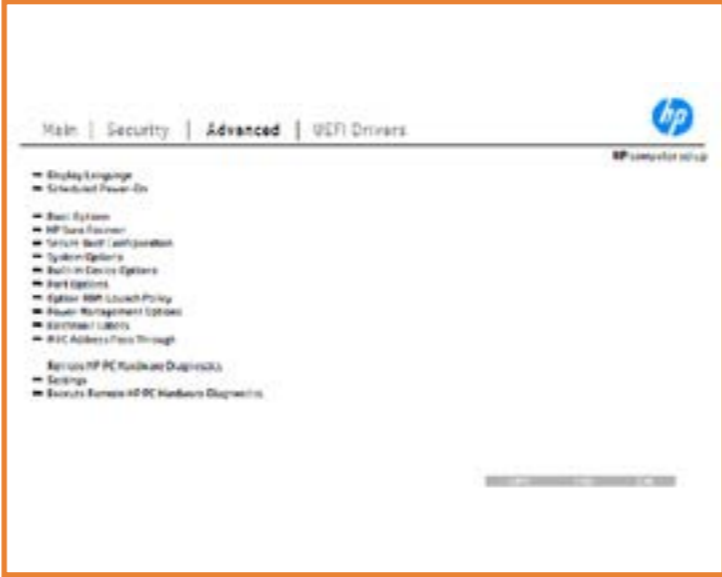 Main | Security | Advanced | UEFI Drivers
hp
HP computer setup
Display Language
Scheduled Power-On
Boot Options
HP Sure Recover
Secure Boot Configuration
System Options
Built-In Device Options
Port Options
Option ROM Launch Policy
Power Management Options
Electronic Labels
MAC Address Pass Through
Remote HP PC Hardware Diagnostics
Settings
Execute Remote HP PC Hardware Diagnostics